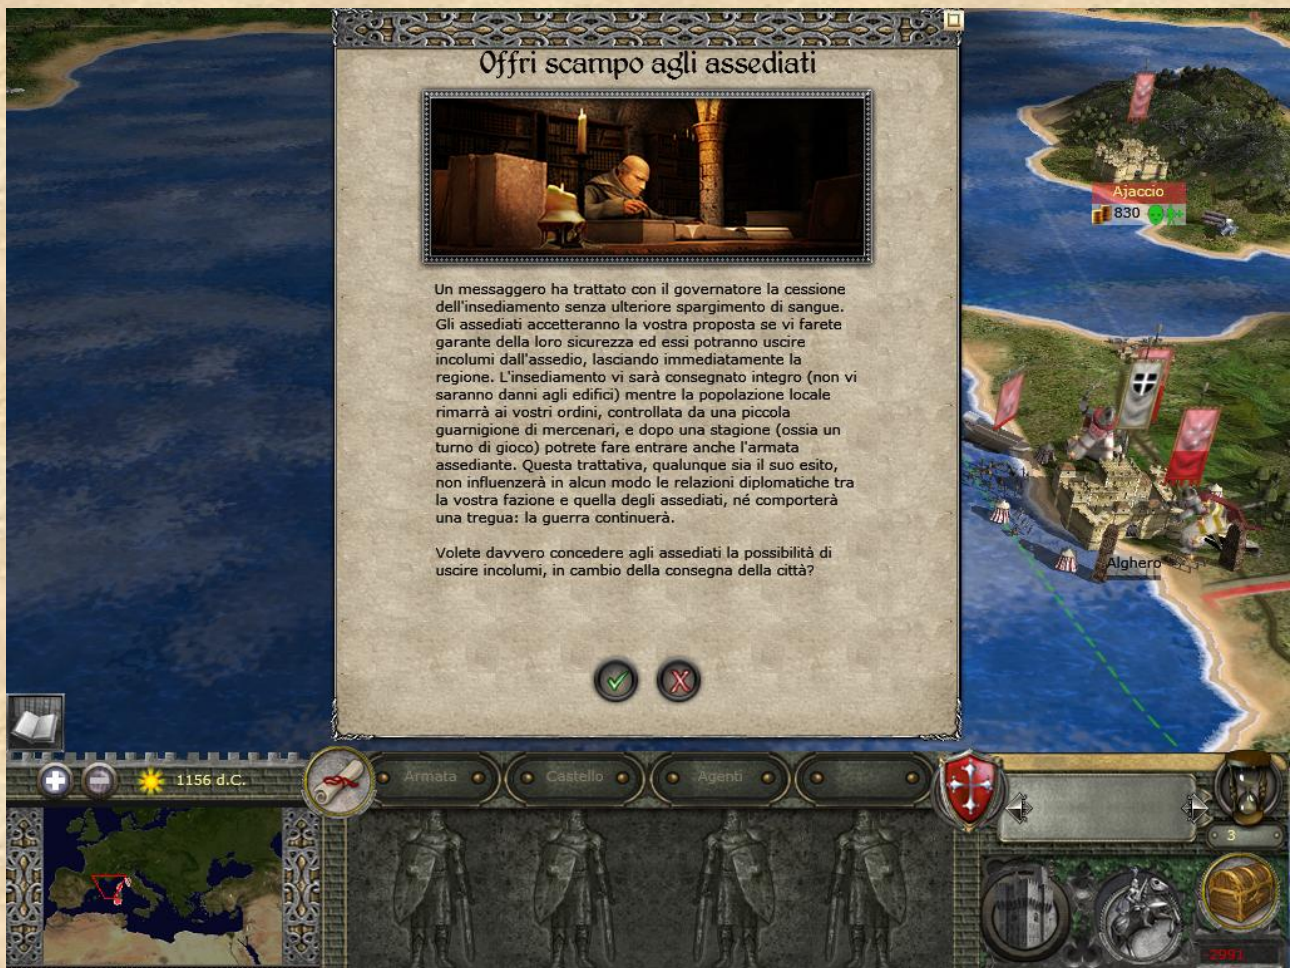 Offri scampo agli assediati
Un messaggero ha trattato con il governatore la cessione
dell'insediamento senza ulteriore spargimento di sangue.
Gli assediati accetteranno la vostra proposta se vi farete
garante della loro sicurezza ed essi potranno uscire
incolumi dall'assedio, lasciando immediatamente la
regione. L'insediamento vi sarà consegnato integro (non vi
saranno danni agli edifici) mentre la popolazione locale
rimarrà ai vostri ordini, controllata da una piccola
guarnigione di mercenari, e dopo una stagione (ossia un
turno di gioco) potrete fare entrare anche l'armata
assediante. Questa trattativa, qualunque sia il suo esito,
non influenzerà in alcun modo le relazioni diplomatiche tra
la vostra fazione e quella degli assediati, né comporterà
una tregua: la guerra continuerà.
Volete davvero concedere agli assediati la possibilità di
uscire incolumi, in cambio della consegna della città?
Ajaccio
830
Alghero
1156 d.C.
Armata
Castello
Agenti
3
-2991